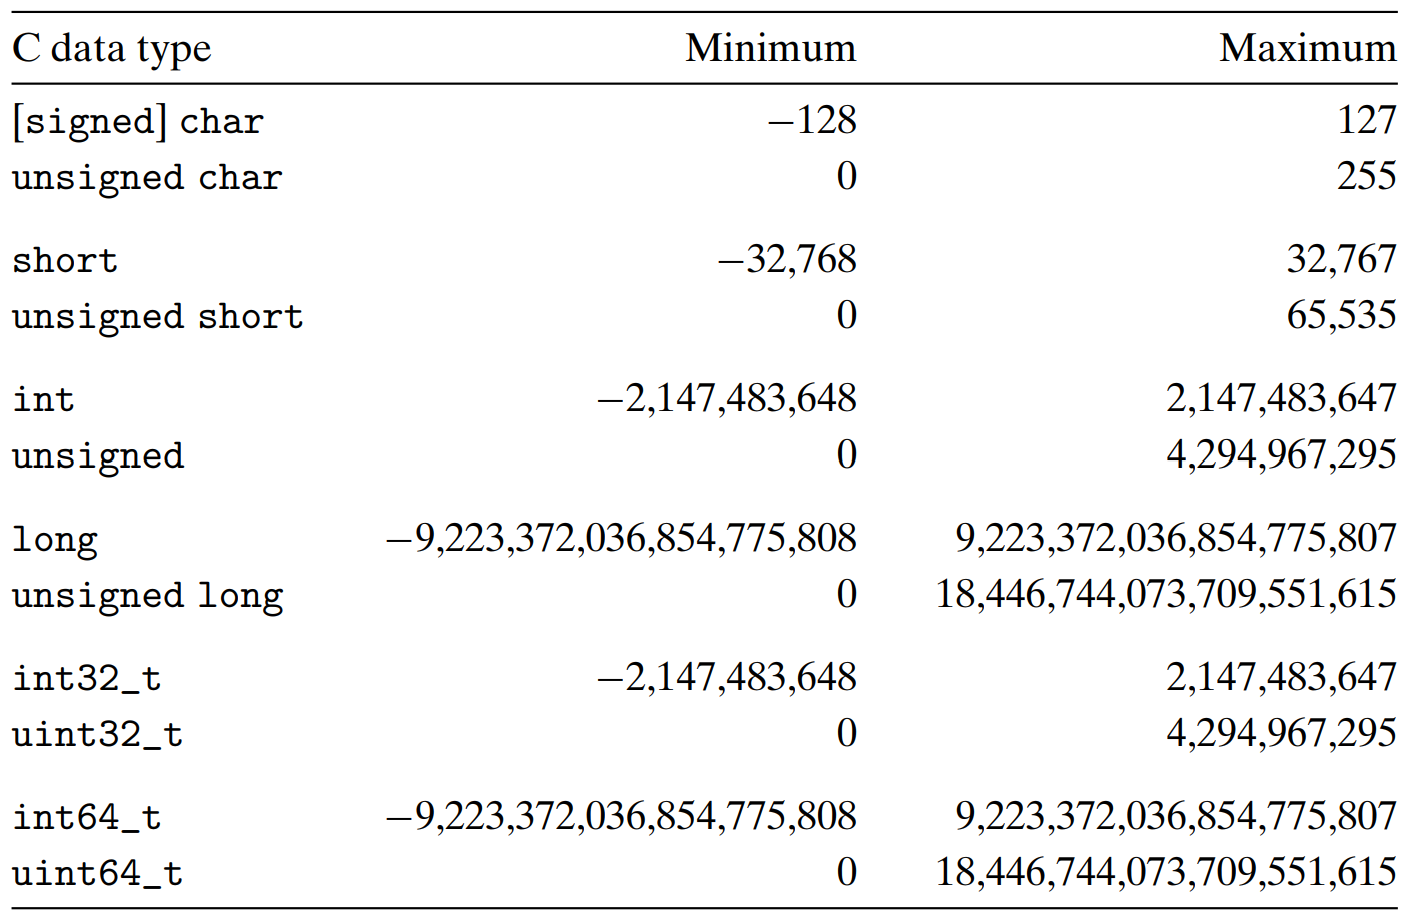 C data type Minimum Maximum
[signed] char −128 127
unsigned char 0 255
short −32,768 32,767
unsigned short 0 65,535
int −2,147,483,648 2,147,483,647
unsigned 0 4,294,967,295
long −9,223,372,036,854,775,808 9,223,372,036,854,775,807
unsigned long 0 18,446,744,073,709,551,615
int32_t −2,147,483,648 2,147,483,647
uint32_t 0 4,294,967,295
int64_t −9,223,372,036,854,775,808 9,223,372,036,854,775,807
uint64_t 0 18,446,744,073,709,551,615